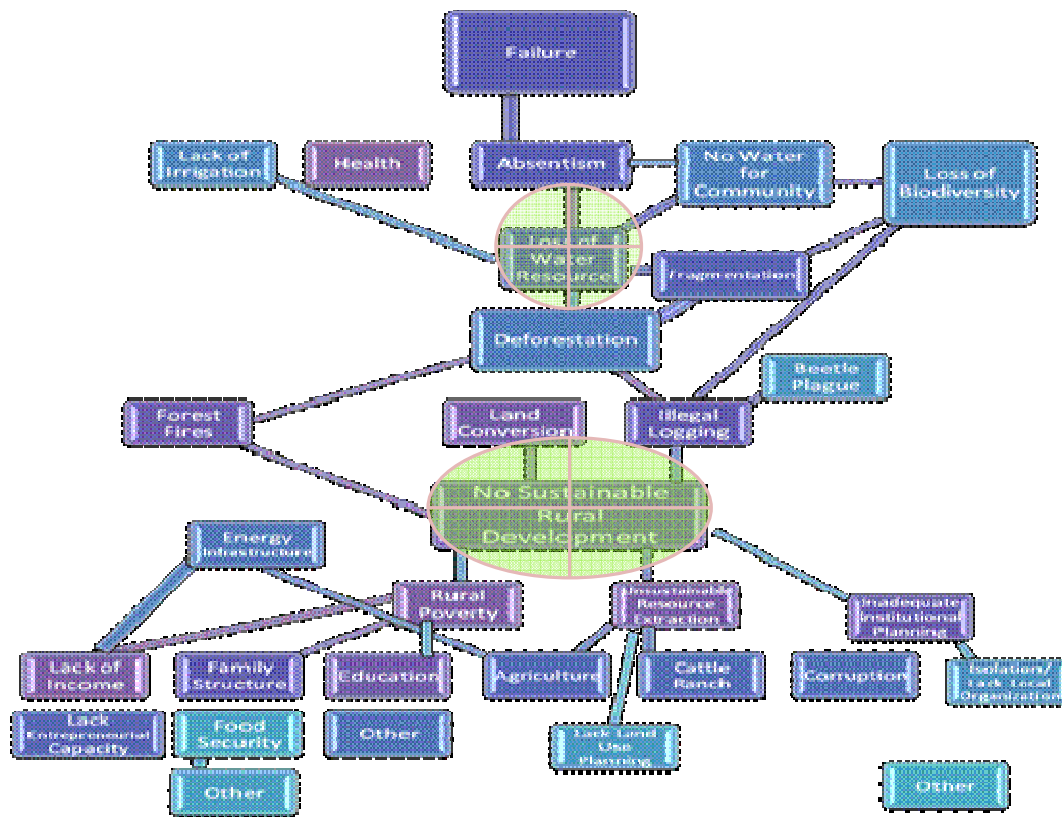 Failure
Lack of
Irrigation
Health
Absentism
No Water
for
Community
Loss of
Biodiversity
Loss of
Water
Resource
Fragmentation
Deforestation
Beetle
Plague
Forest
Fires
Land
Conversion
Illegal
Logging
No Sustainable
Rural
Development
Energy
Infrastructure
Rural
Poverty
Unsustainable
Resource
Extraction
Inadequate
Institutional
Planning
Lack of
Income
Family
Structure
Education
Agriculture
Cattle
Ranch
Corruption
Isolation/
Lack Local
Organization
Lack
Entrepreneurial
Capacity
Food
Security
Other
Lack Land
Use
Planning
Other
Other